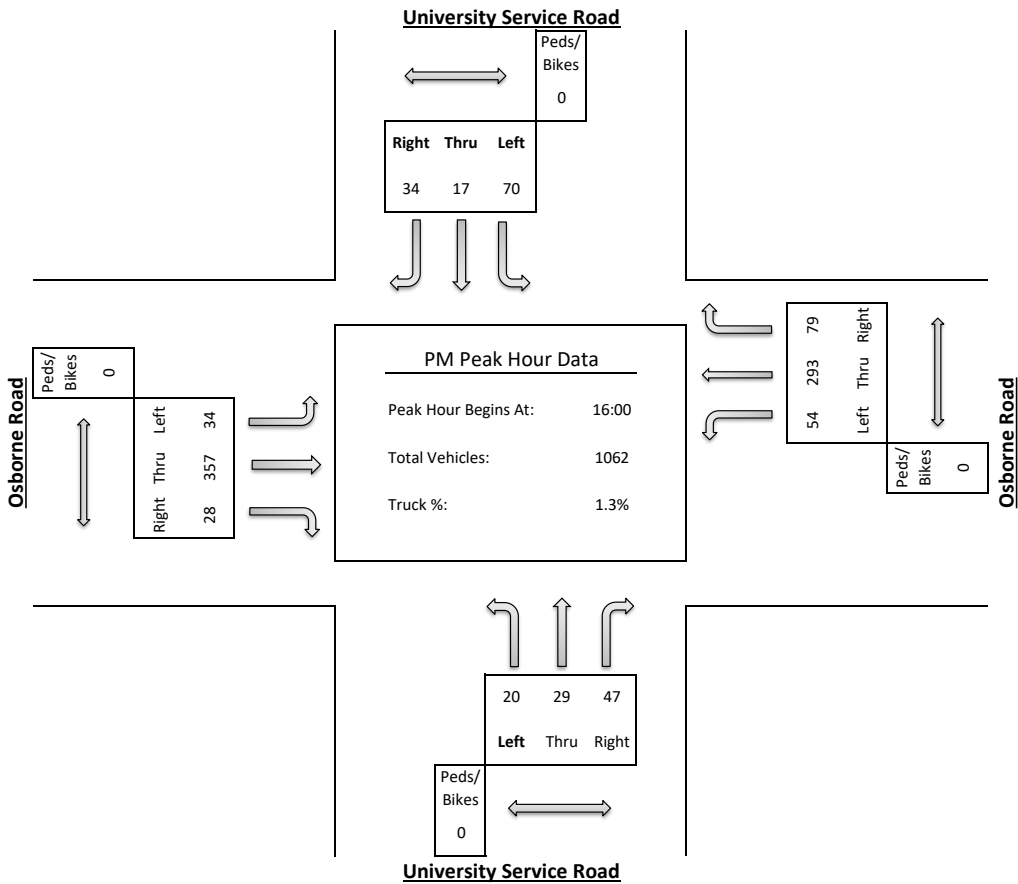 University Service Road
Peds/
Bikes
0
Right Thru Left
34 17 70
Osborne Road
Peds/
Bikes
0
Left 34
Thru 357
Right 28
PM Peak Hour Data
Peak Hour Begins At: 16:00
Total Vehicles: 1062
Truck %: 1.3%
79 Right
293 Thru
54 Left
Peds/
Bikes
0
Osborne Road
20 29 47
Left Thru Right
Peds/
Bikes
0
University Service Road